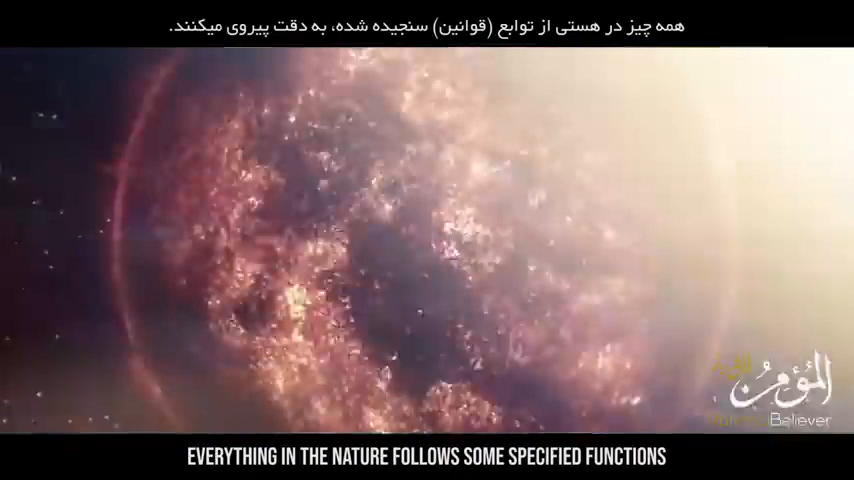 همه چیز در هستی از توابع (قوانین) سنجیده شده، به دقت پیروی میکنند.
المؤمن
Believer
EVERYTHING IN THE NATURE FOLLOWS SOME SPECIFIED FUNCTIONS